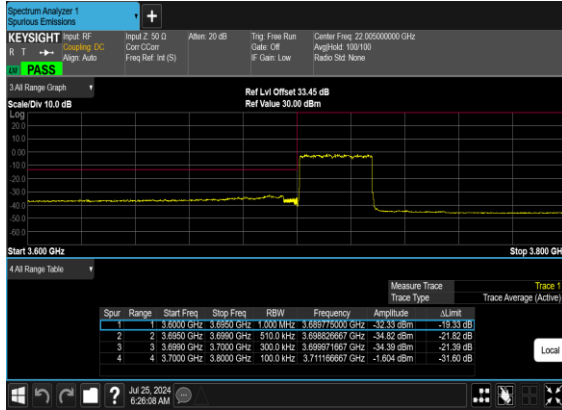 Spectrum Analyzer 1
Spurious Emissions
KEYSIGHT Input: RF Input Z: 50 Ω Atten: 20 dB Trig: Free Run Center Freq: 22.005000000 GHz
R T Coupling: DC Corr CCorr Gate: Off Avg|Hold: 100/100
Align: Auto Freq Ref: Int (S) IF Gain: Low Radio Std: None
PASS
3 All Range Graph
Ref Lvl Offset 33.45 dB
Scale/Div 10.0 dB Ref Value 30.00 dBm
Log
20.0
10.0
0.00
-10.0
-20.0
-30.0
-40.0
-50.0
-60.0
Start 3.600 GHz Stop 3.800 GH
4 All Range Table
Measure Trace Trace 1
Trace Type Trace Average (Active)
Spur Range Start Freq Stop Freq RBW Frequency Amplitude ΔLimit
1 1 3.6000 GHz 3.6950 GHz 1.000 MHz 3.689775000 GHz -32.33 dBm -19.33 dB
2 2 3.6950 GHz 3.6990 GHz 510.0 kHz 3.698826667 GHz -34.82 dBm -21.82 dB
3 3 3.6990 GHz 3.7000 GHz 300.0 kHz 3.699971667 GHz -34.39 dBm -21.39 dB
4 4 3.7000 GHz 3.8000 GHz 100.0 kHz 3.711166667 GHz -1.604 dBm -31.60 dB
Local
? Jul 25, 2024
6:26:08 AM